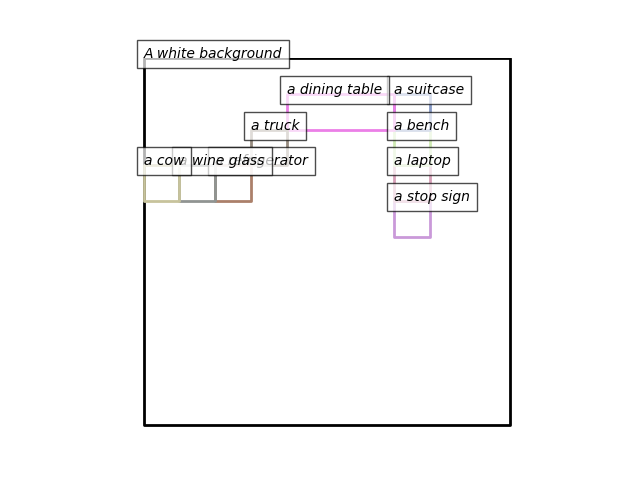 A white background
a dining table
a suitcase
a truck
a bench
a cow
wine glass
erator
a laptop
a stop sign